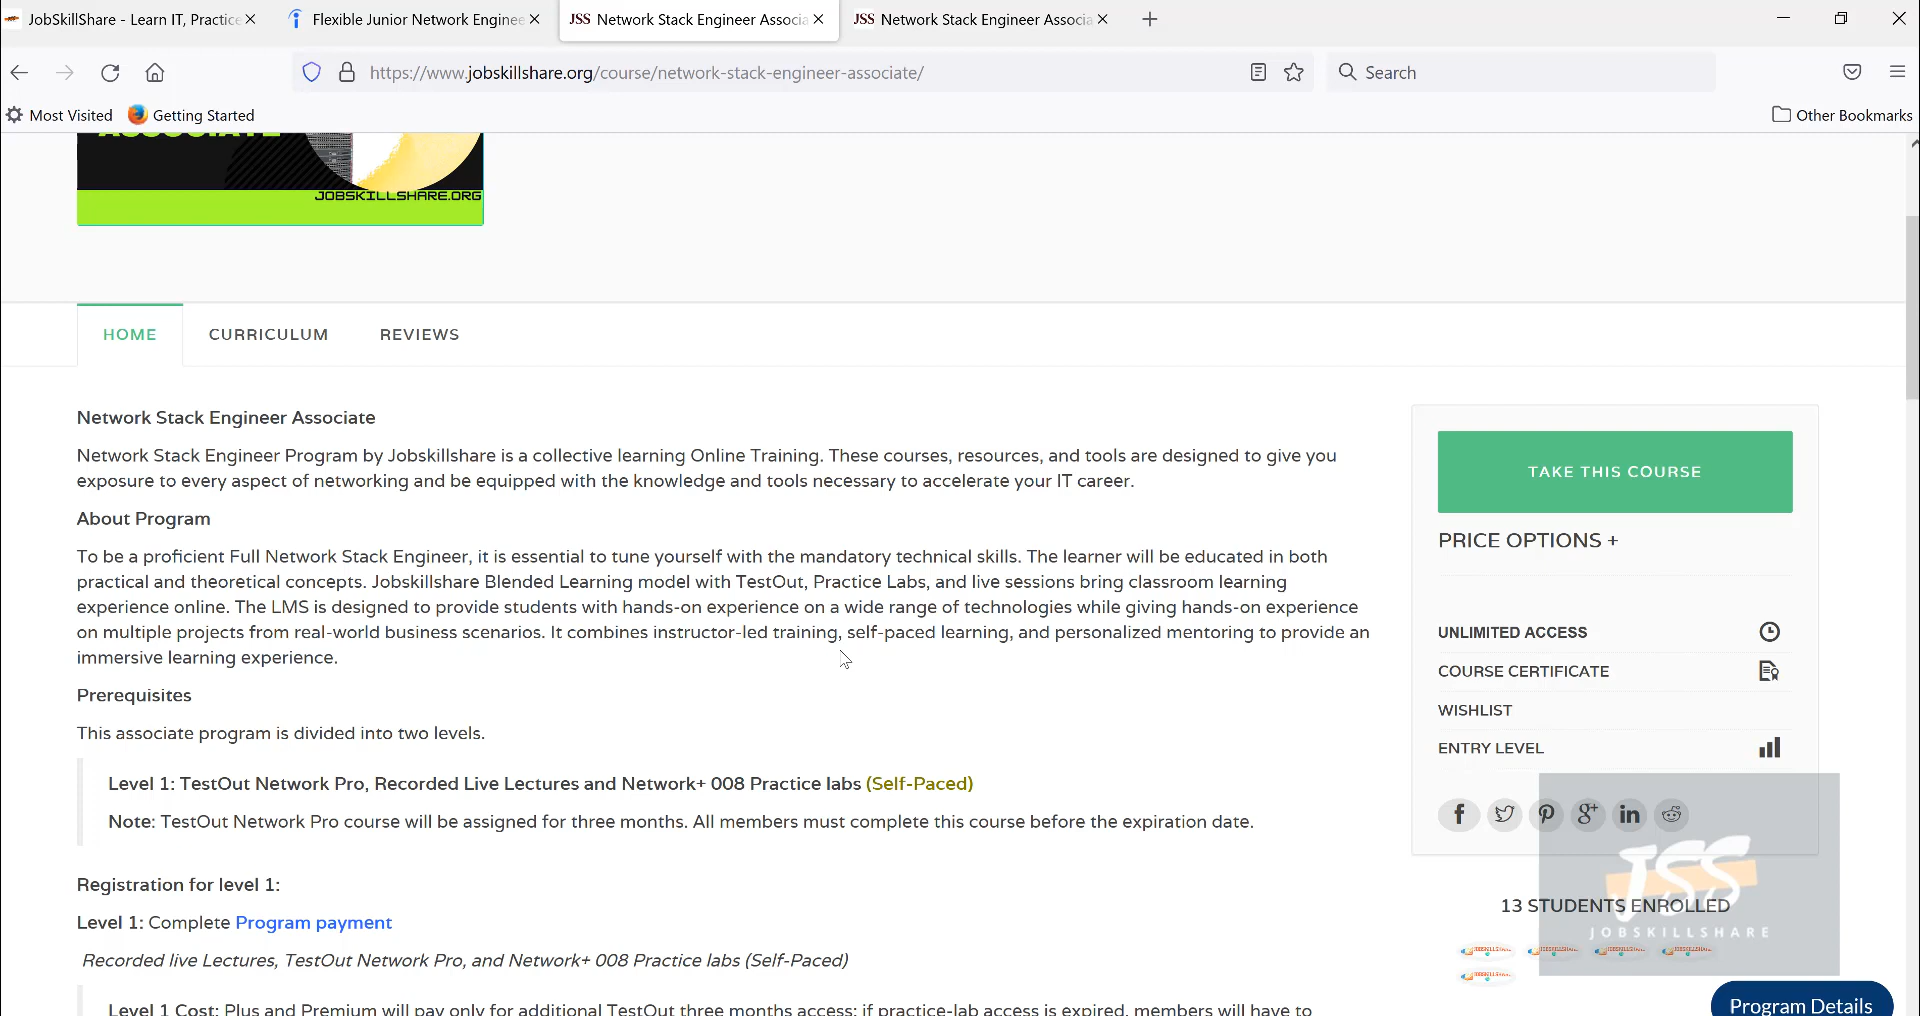 JobSkillShare - Learn IT, Practice
Flexible Junior Network Enginee
JSS Network Stack Engineer Associa
JSS Network Stack Engineer Associa
https://www.jobskillshare.org/course/network-stack-engineer-associate/
Search
Most Visited
Getting Started
Other Bookmarks
ASSOCIATE
JOBSKILLSHARE.ORG
HOME
CURRICULUM
REVIEWS
Network Stack Engineer Associate
Network Stack Engineer Program by Jobskillshare is a collective learning Online Training. These courses, resources, and tools are designed to give you
exposure to every aspect of networking and be equipped with the knowledge and tools necessary to accelerate your IT career.
About Program
To be a proficient Full Network Stack Engineer, it is essential to tune yourself with the mandatory technical skills. The learner will be educated in both
practical and theoretical concepts. Jobskillshare Blended Learning model with TestOut, Practice Labs, and live sessions bring classroom learning
experience online. The LMS is designed to provide students with hands-on experience on a wide range of technologies while giving hands-on experience
on multiple projects from real-world business scenarios. It combines instructor-led training, self-paced learning, and personalized mentoring to provide an
immersive learning experience.
Prerequisites
This associate program is divided into two levels.
Level 1: TestOut Network Pro, Recorded Live Lectures and Network+ 008 Practice labs (Self-Paced)
Note: TestOut Network Pro course will be assigned for three months. All members must complete this course before the expiration date.
Registration for level 1:
Level 1: Complete Program payment
Recorded live Lectures, TestOut Network Pro, and Network+ 008 Practice labs (Self-Paced)
Level 1 Cost: Plus and Premium will pay only for additional TestOut three months access; if practice-lab access is expired, members will have to
TAKE THIS COURSE
PRICE OPTIONS +
UNLIMITED ACCESS
COURSE CERTIFICATE
WISHLIST
ENTRY LEVEL
13 STUDENTS ENROLLED
JSS
JOBSKILLSHARE
Program Details